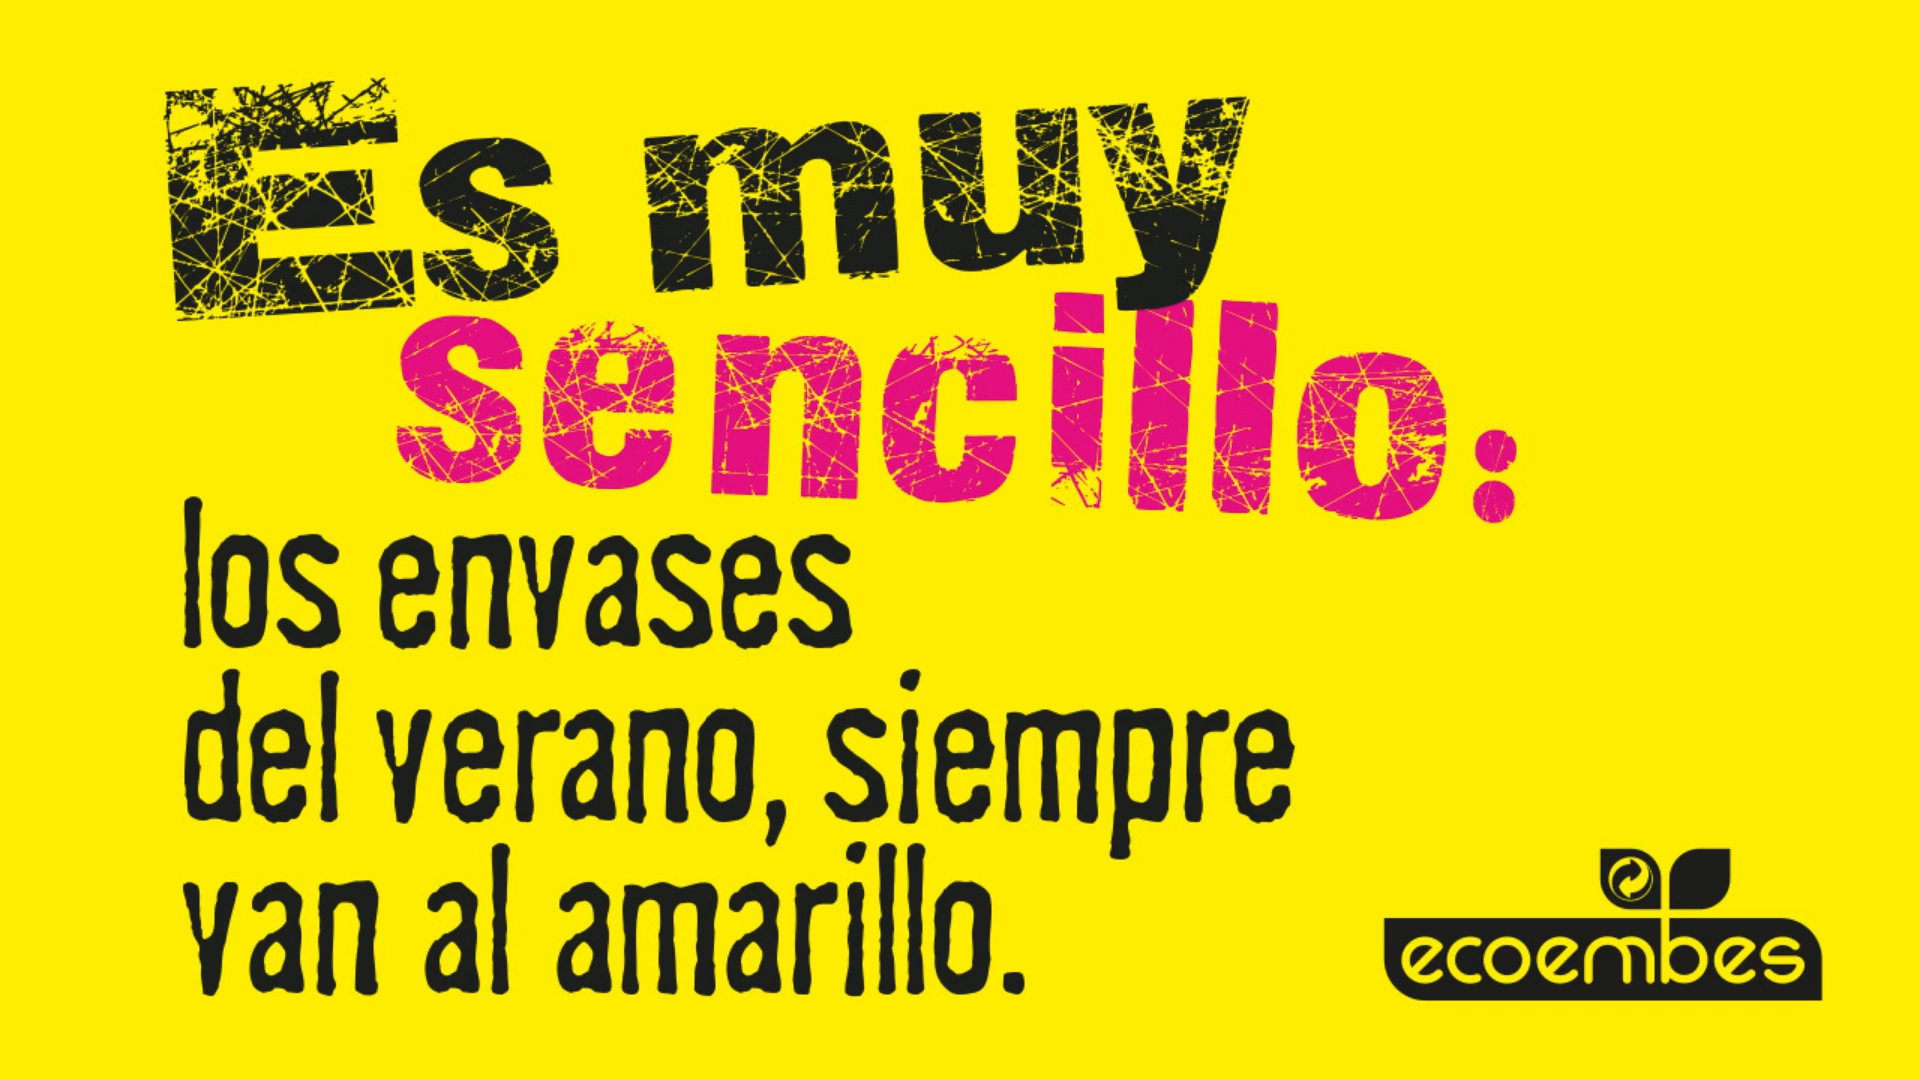 Es muy
sencillo:
los envases
del verano, siempre
van al amarillo.
ecoembes